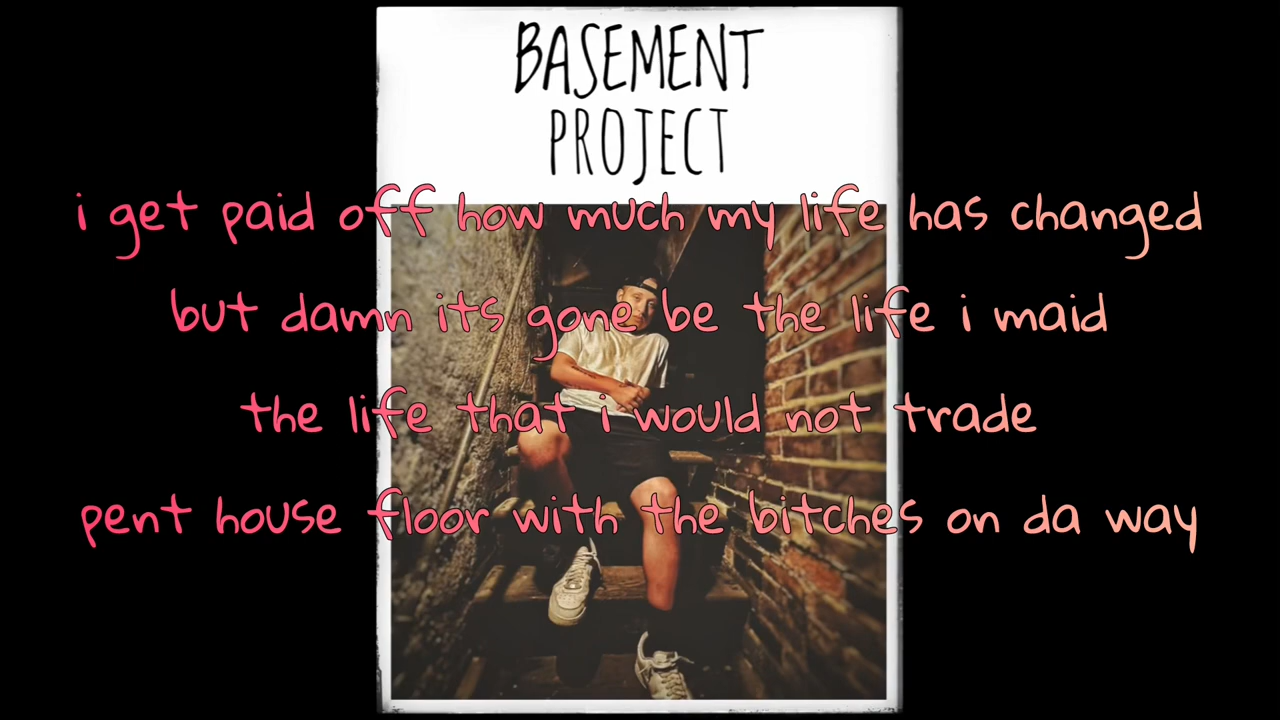 BASEMENT
PROJECT
i get paid off how much my life has changed
but damn its gone be the life i maid
the life that i would not trade
pent house floor with the bitches on da way